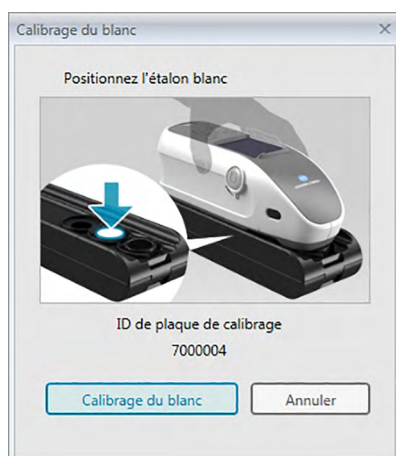 Calibrage du blanc
Positionnez l'étalon blanc
ID de plaque de calibrage
7000004
Calibrage du blanc
Annuler